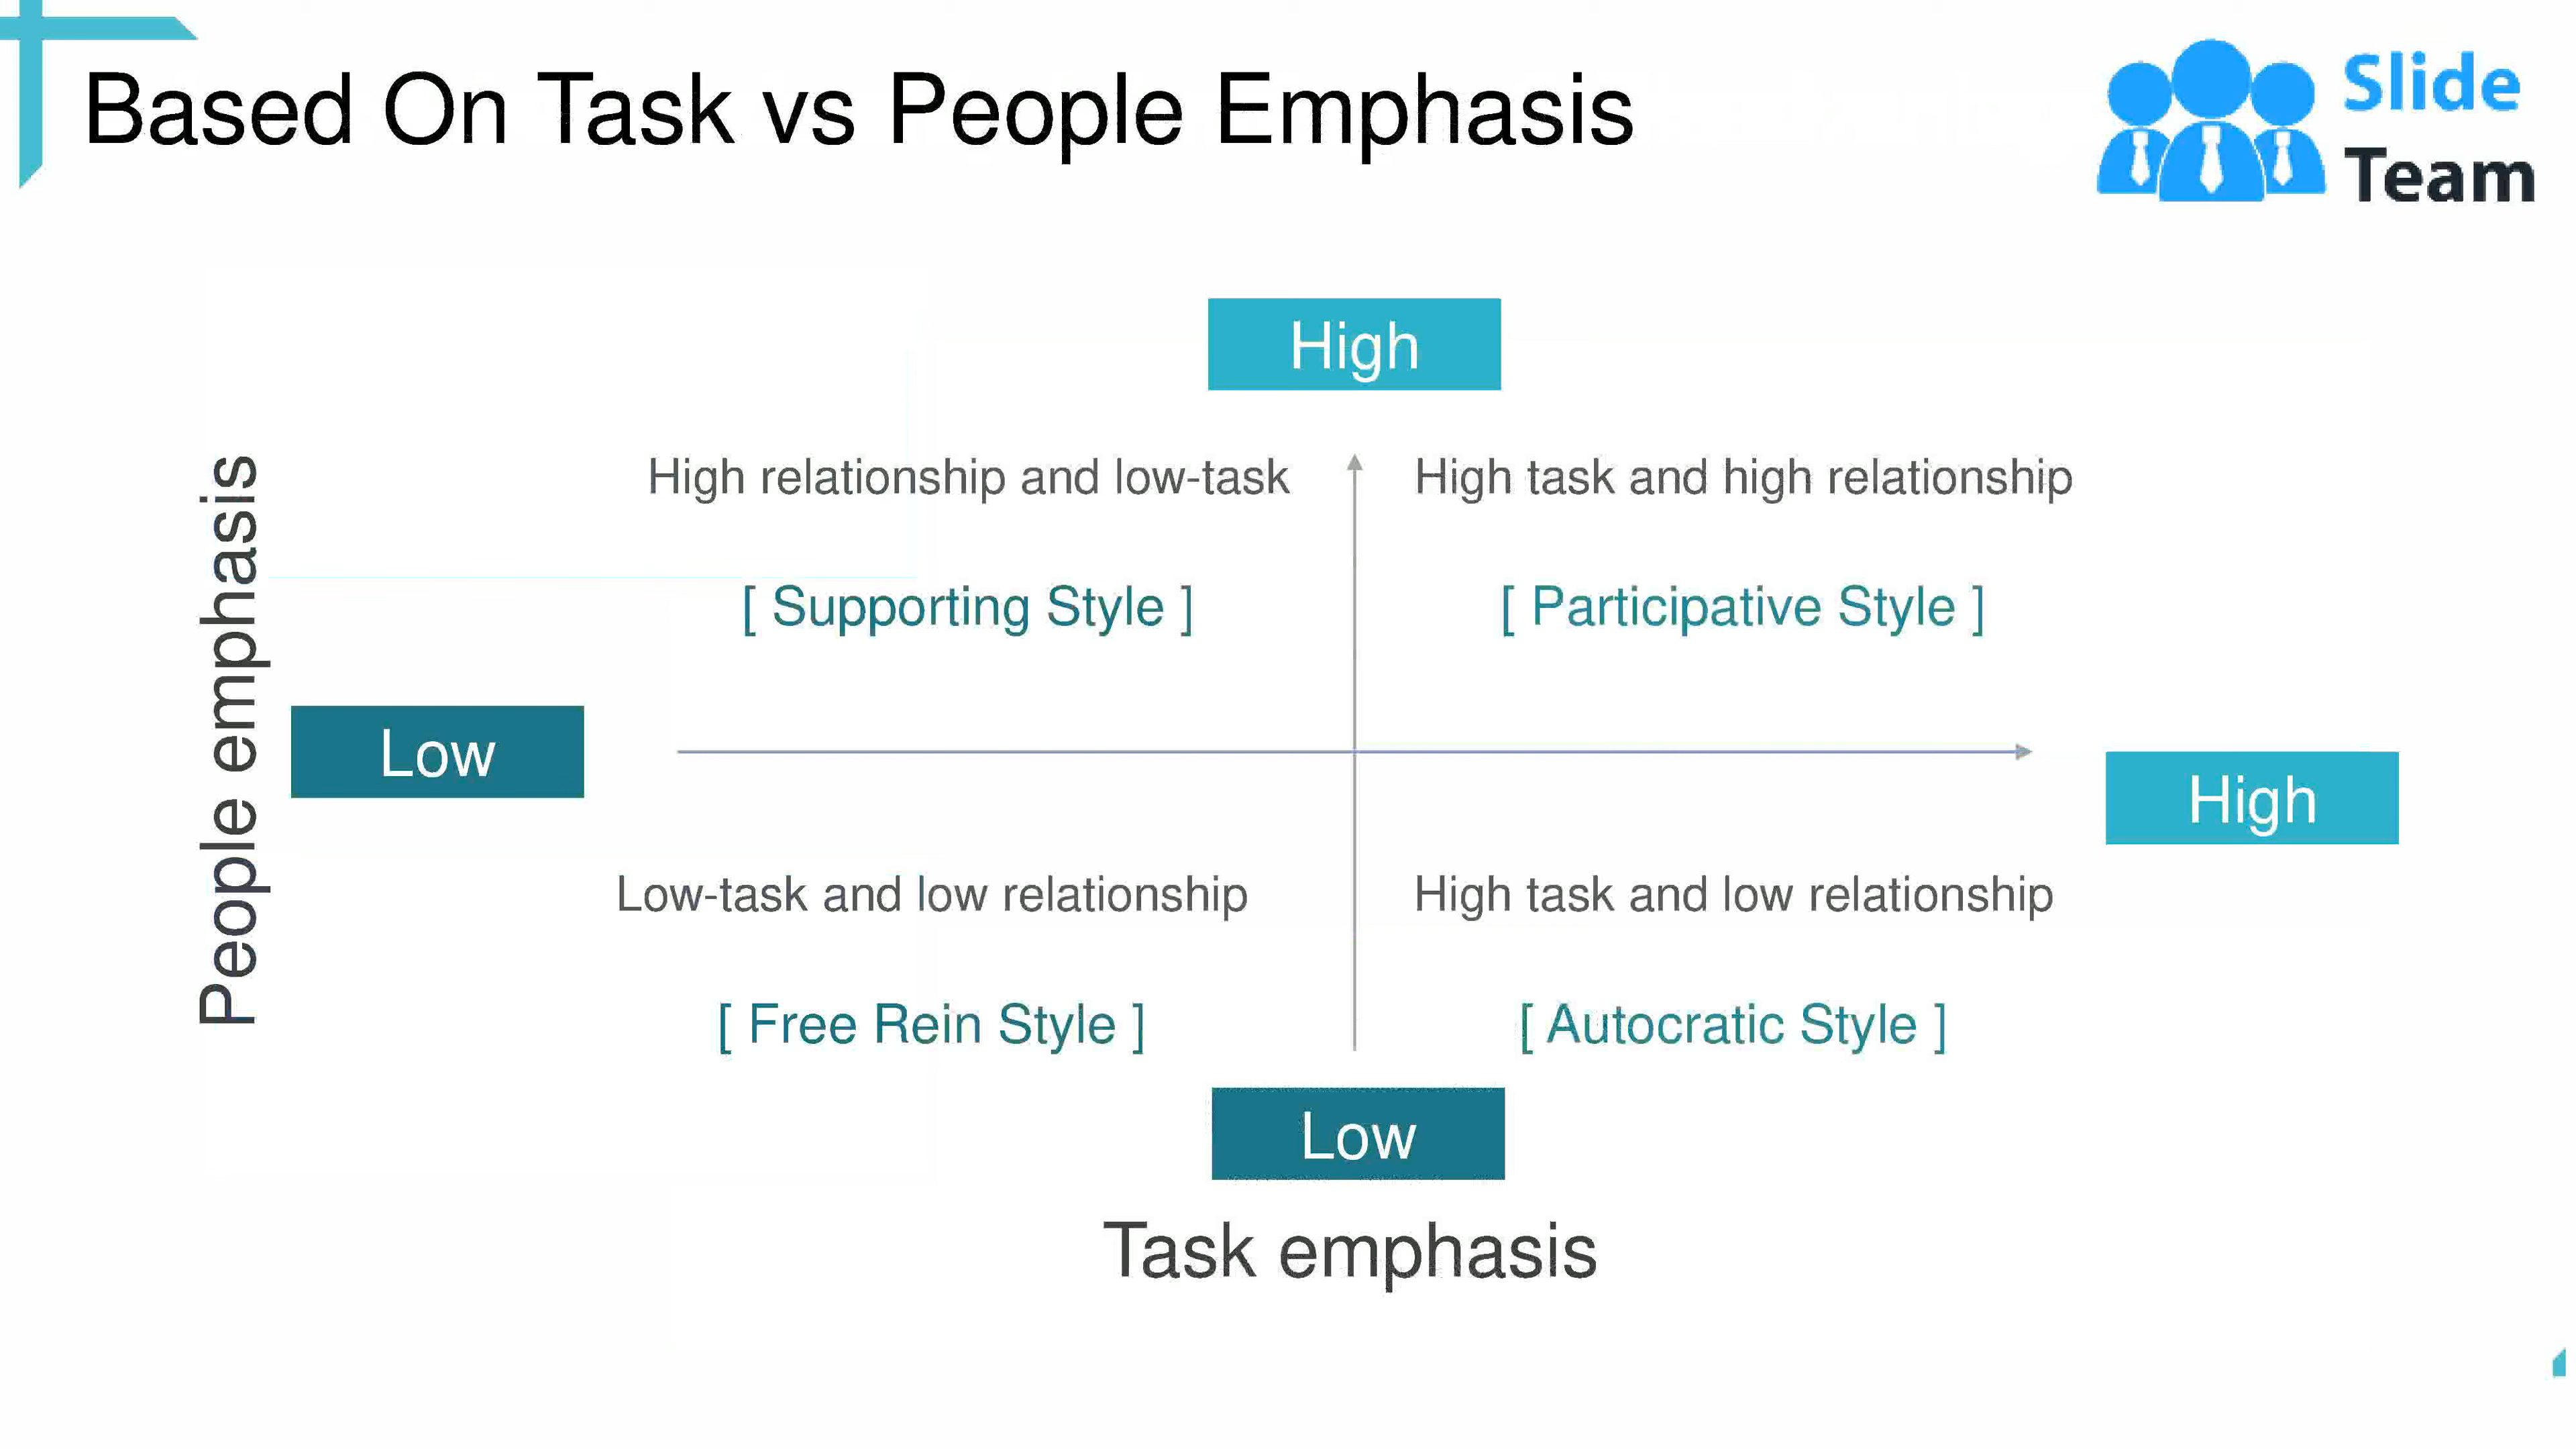 Based On Task vs People Emphasis
Slide
Team
High
People emphasis
High relationship and low-task
High task and high relationship
[ Supporting Style ]
[ Participative Style ]
Low
High
Low-task and low relationship
High task and low relationship
[ Free Rein Style ]
[ Autocratic Style ]
Low
Task emphasis